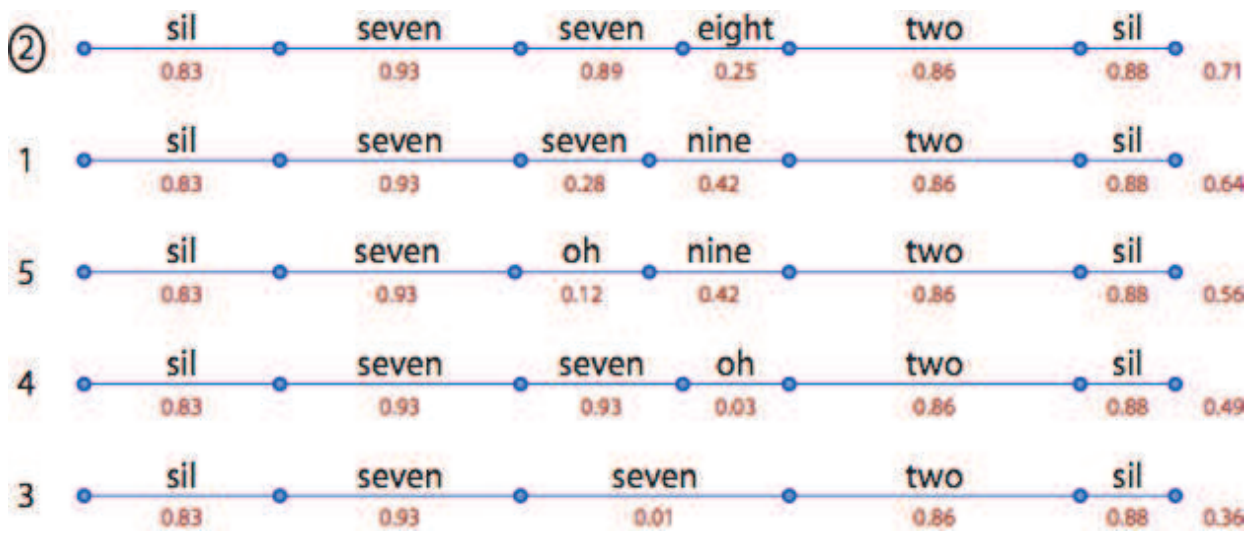 sil seven seven eight two sil
② 0.83 0.93 0.89 0.25 0.86 0.88 0.71
sil seven seven nine two sil
1 0.83 0.93 0.28 0.42 0.86 0.88 0.64
sil seven oh nine two sil
5 0.83 0.93 0.12 0.42 0.86 0.88 0.56
sil seven seven oh two sil
4 0.83 0.93 0.93 0.03 0.86 0.88 0.49
sil seven seven two sil
3 0.83 0.93 0.01 0.86 0.88 0.36